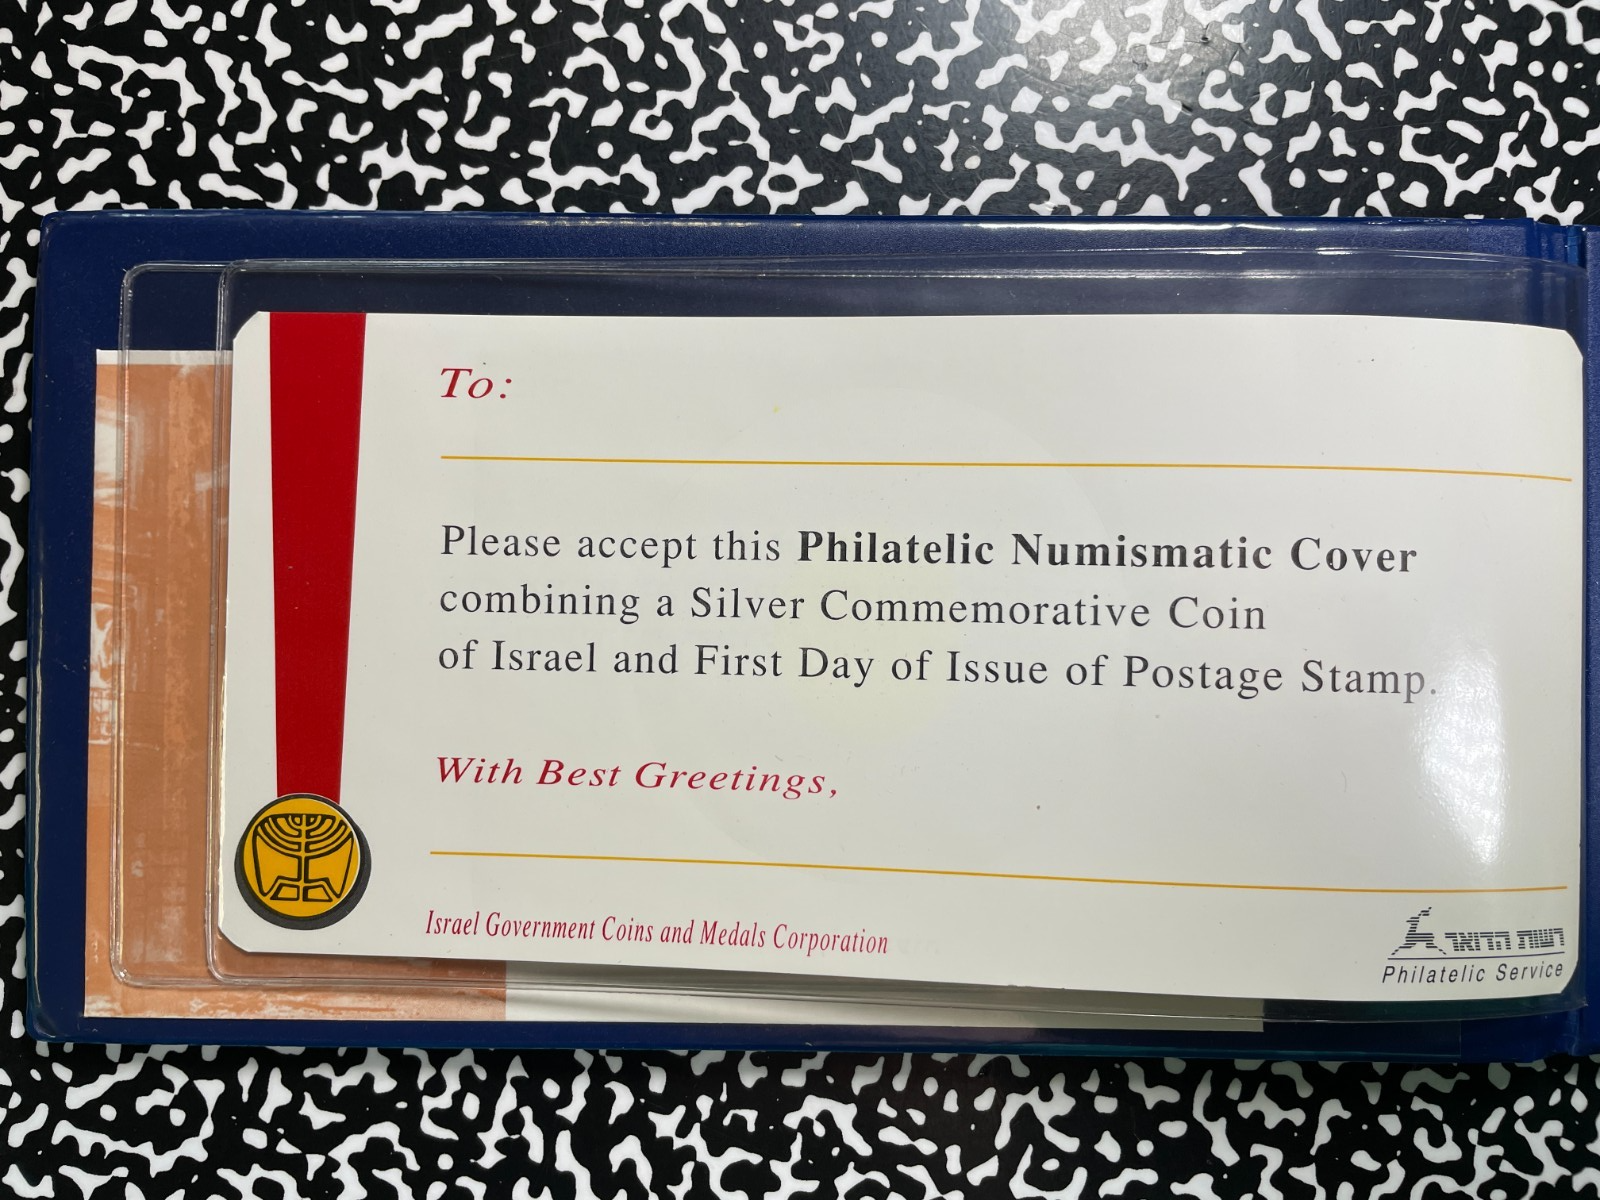 To:
Please accept this Philatelic Numismatic Cover
combining a Silver Commemorative Coin
of Israel and First Day of Issue of Postage Stamp.
With Best Greetings,
Israel Government Coins and Medals Corporation
רשות הדואר
Philatelic Service